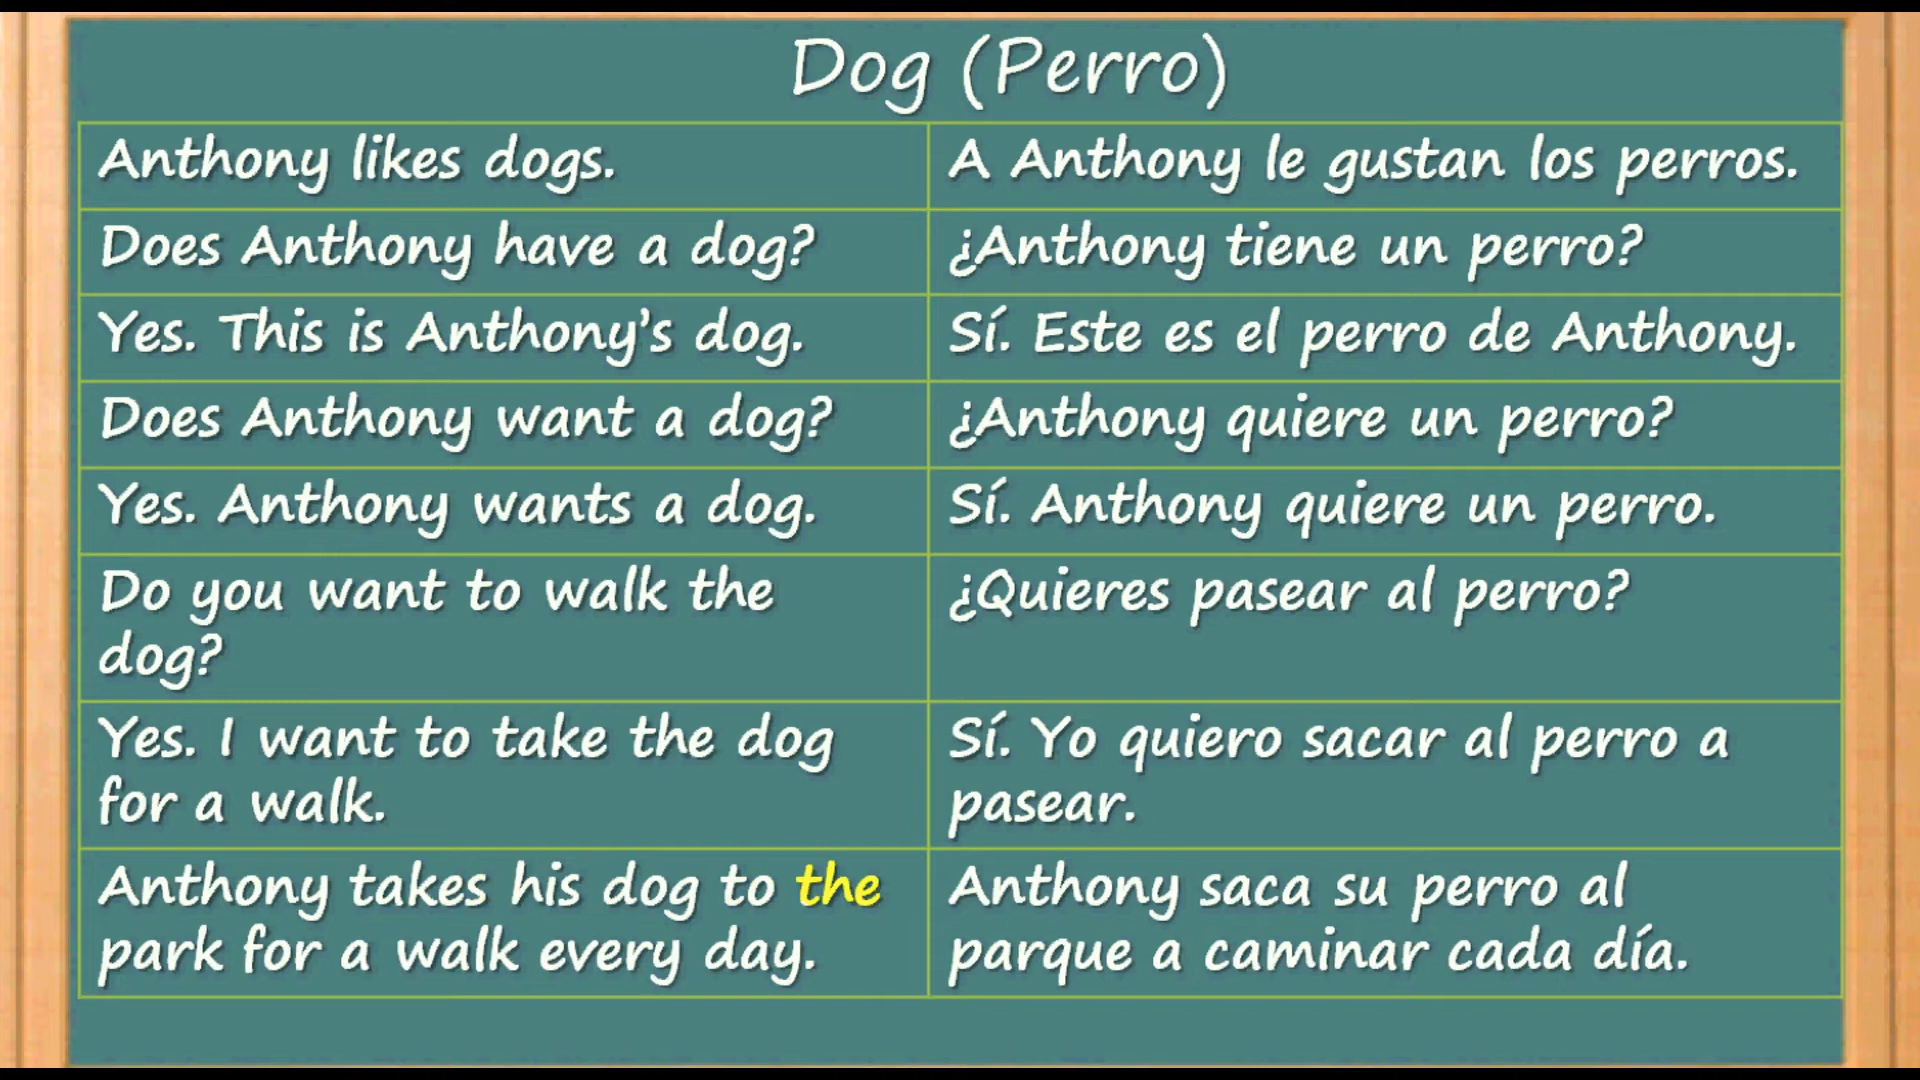 Dog (Perro)
Anthony likes dogs.
A Anthony le gustan los perros.
Does Anthony have a dog?
¿Anthony tiene un perro?
Yes. This is Anthony's dog.
Sí. Este es el perro de Anthony.
Does Anthony want a dog?
¿Anthony quiere un perro?
Yes. Anthony wants a dog.
Sí. Anthony quiere un perro.
Do you want to walk the
dog?
¿Quieres pasear al perro?
Yes. I want to take the dog
for a walk.
Sí. Yo quiero sacar al perro a
pasear.
Anthony takes his dog to the
park for a walk every day.
Anthony saca su perro al
parque a caminar cada día.